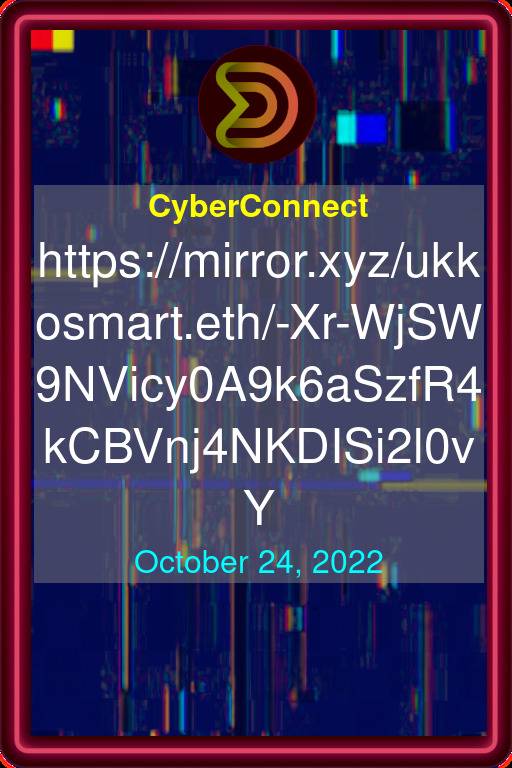 CyberConnect
https://mirror.xyz/ukk
osmart.eth/-Xr-WjSW
9NVicy0A9k6aSzfR4
kCBVnj4NKDISi2l0v
Y
October 24, 2022